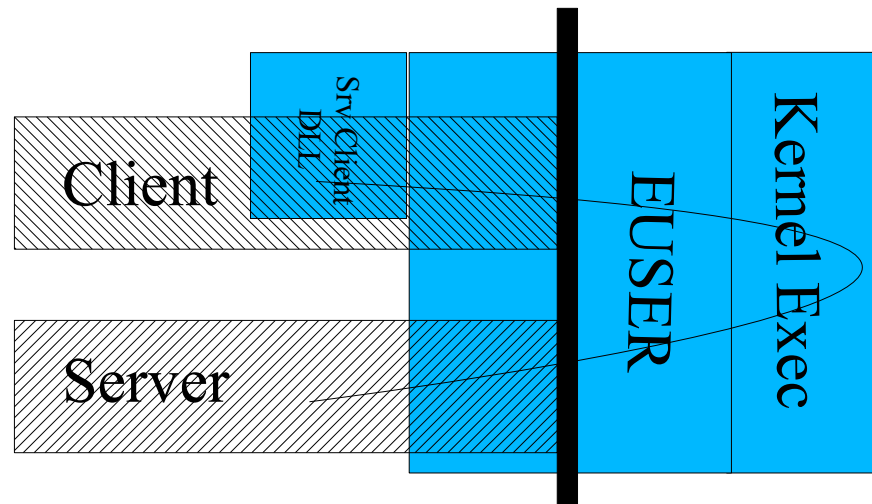 Srv Client
DLL
Client
EUSER
Kernel Exec
Server